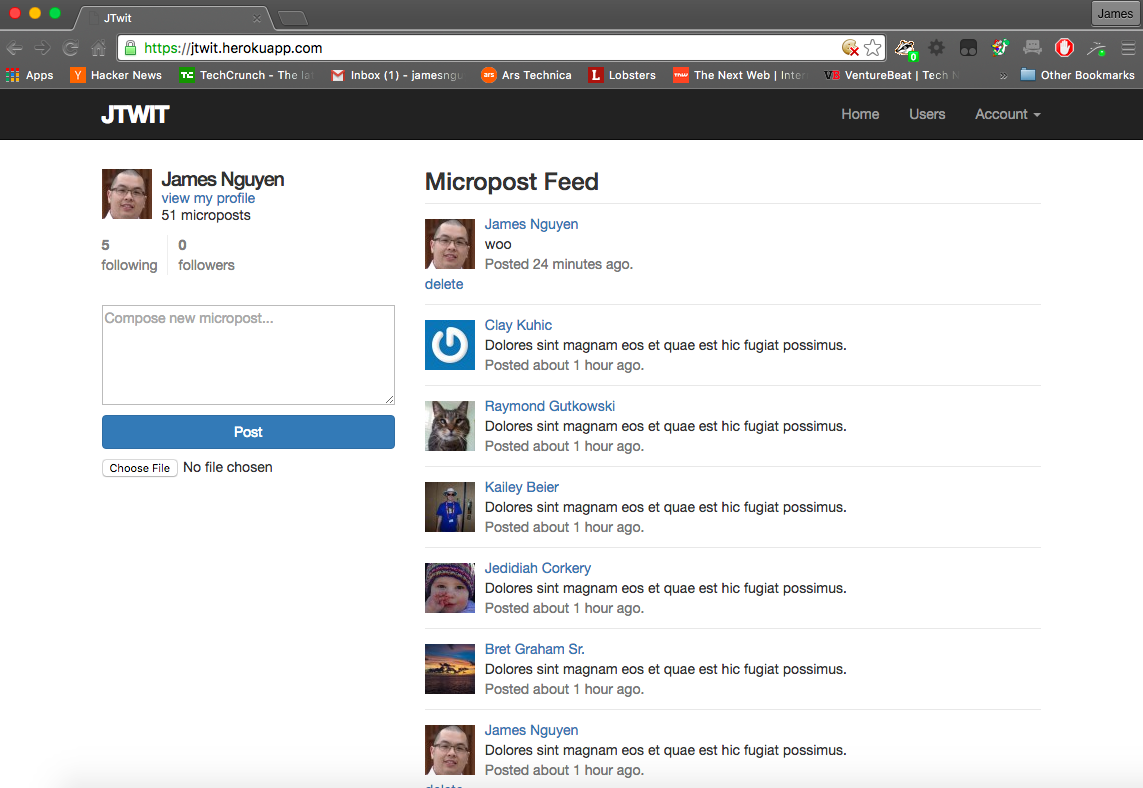 JTwit
James
https://jtwit.herokuapp.com
0
Apps
Y Hacker News
TC TechCrunch - The
Inbox (1) -
ars Ars Technica
L Lobsters
TNW The Next Web |
VB VentureBeat | Tech
»
Other Bookmarks
JTWIT
Home
Users
Account
James Nguyen
view my profile
51 microposts
5
following
0
followers
Compose new micropost...
Post
Choose File No file chosen
Micropost Feed
James Nguyen
woo
Posted 24 minutes ago.
delete
Clay Kuhic
Dolores sint magnam eos et quae est hic fugiat possimus.
Posted about 1 hour ago.
Raymond Gutkowski
Dolores sint magnam eos et quae est hic fugiat possimus.
Posted about 1 hour ago.
Kailey Beier
Dolores sint magnam eos et quae est hic fugiat possimus.
Posted about 1 hour ago.
Jedidiah Corkery
Dolores sint magnam eos et quae est hic fugiat possimus.
Posted about 1 hour ago.
Bret Graham Sr.
Dolores sint magnam eos et quae est hic fugiat possimus.
Posted about 1 hour ago.
James Nguyen
Dolores sint magnam eos et quae est hic fugiat possimus.
Posted about 1 hour ago.